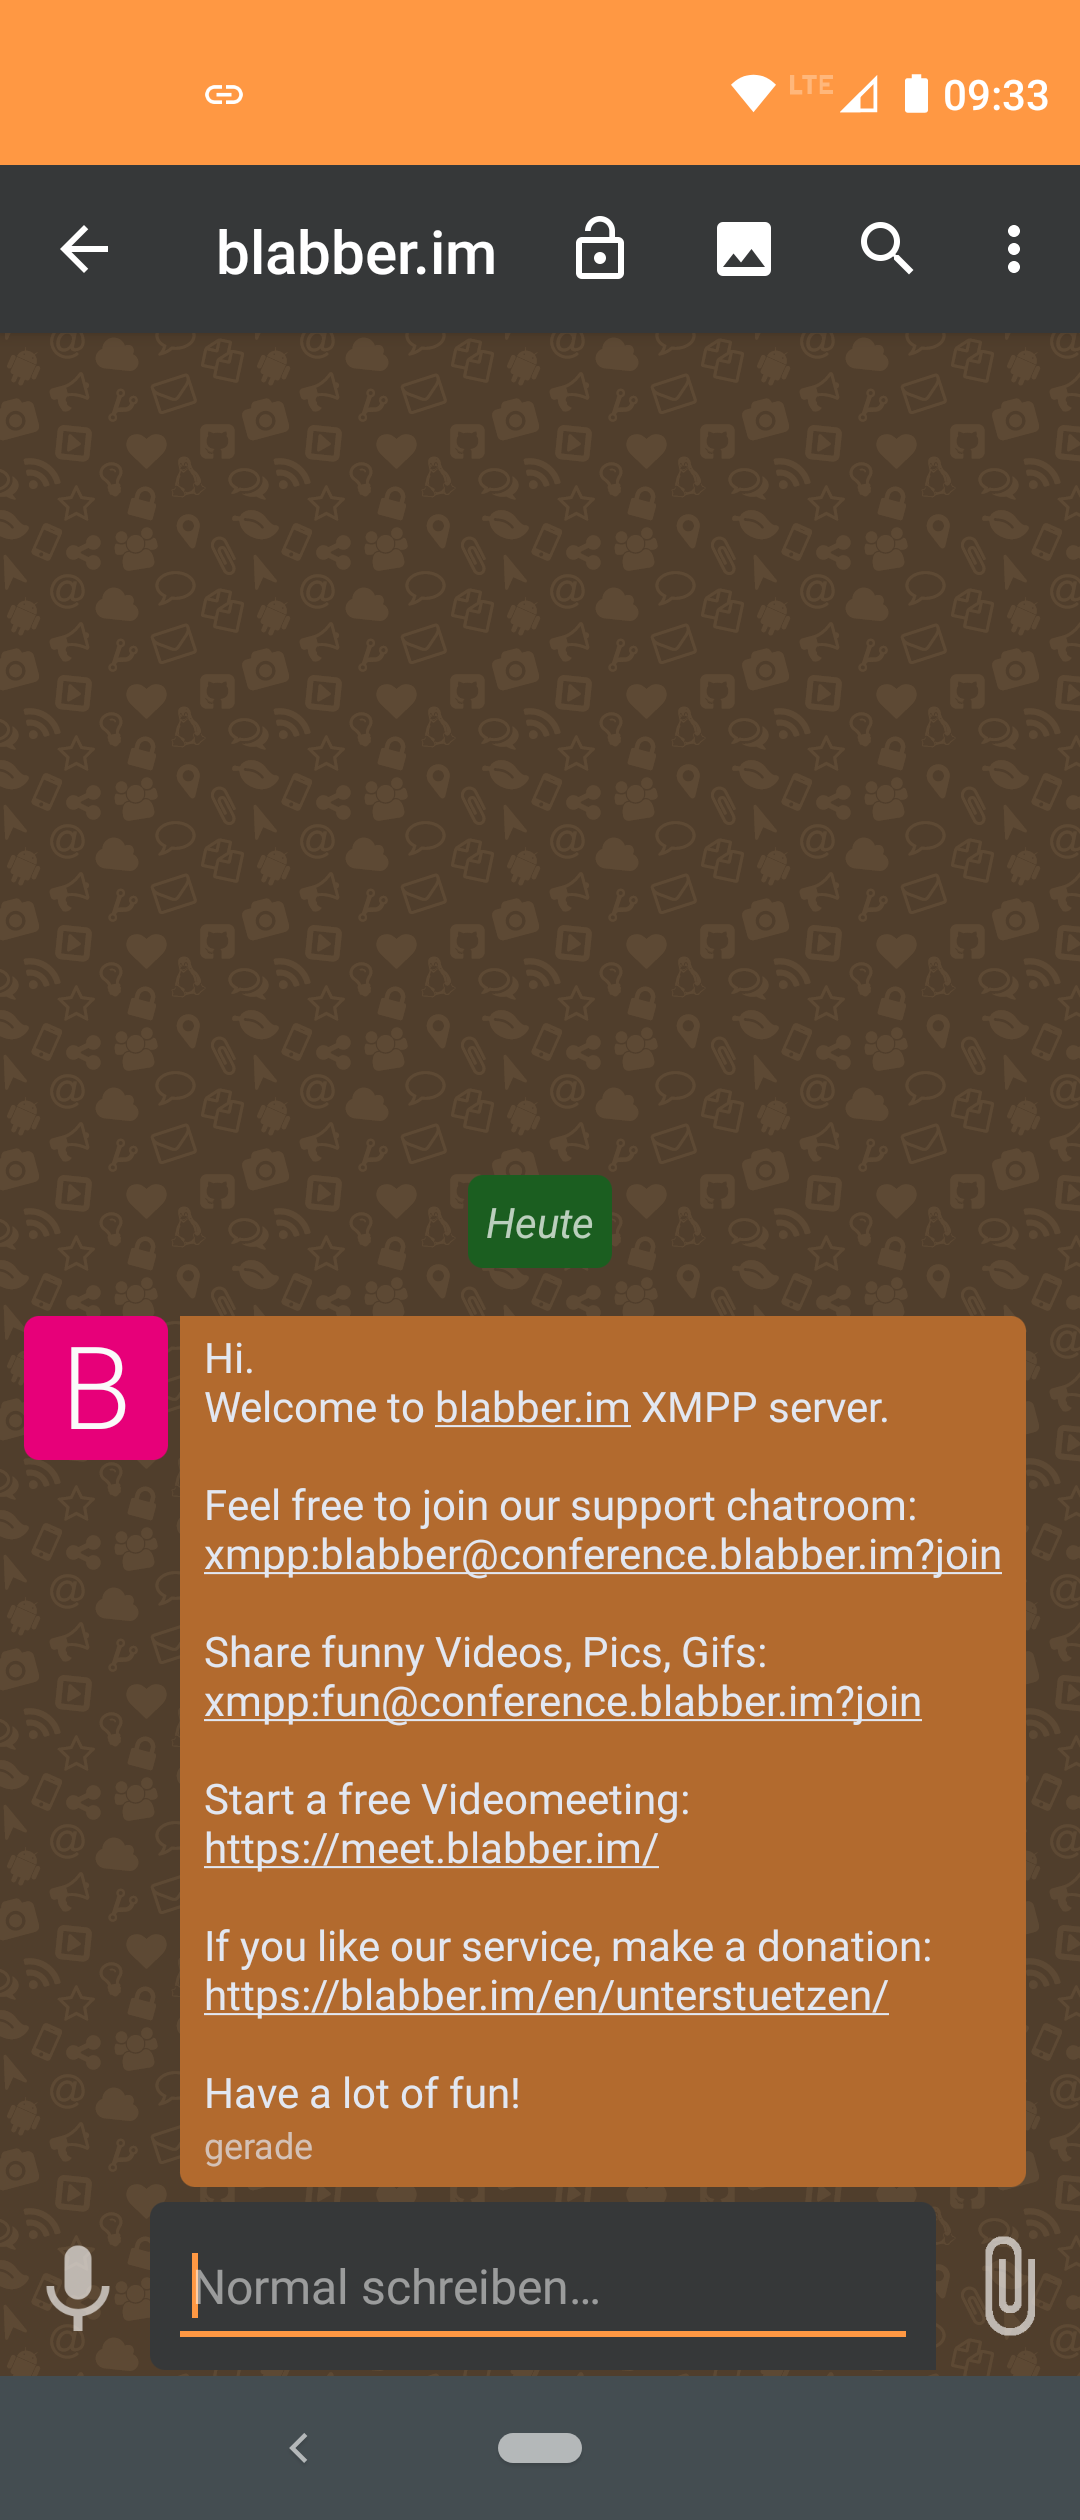 LTE 09:33
blabber.im
Heute
B
Hi.
Welcome to blabber.im XMPP server.
Feel free to join our support chatroom:
xmpp:blabber@conference.blabber.im?join
Share funny Videos, Pics, Gifs:
xmpp:fun@conference.blabber.im?join
Start a free Videomeeting:
https://meet.blabber.im/
If you like our service, make a donation:
https://blabber.im/en/unterstuetzen/
Have a lot of fun!
gerade
Normal schreiben…